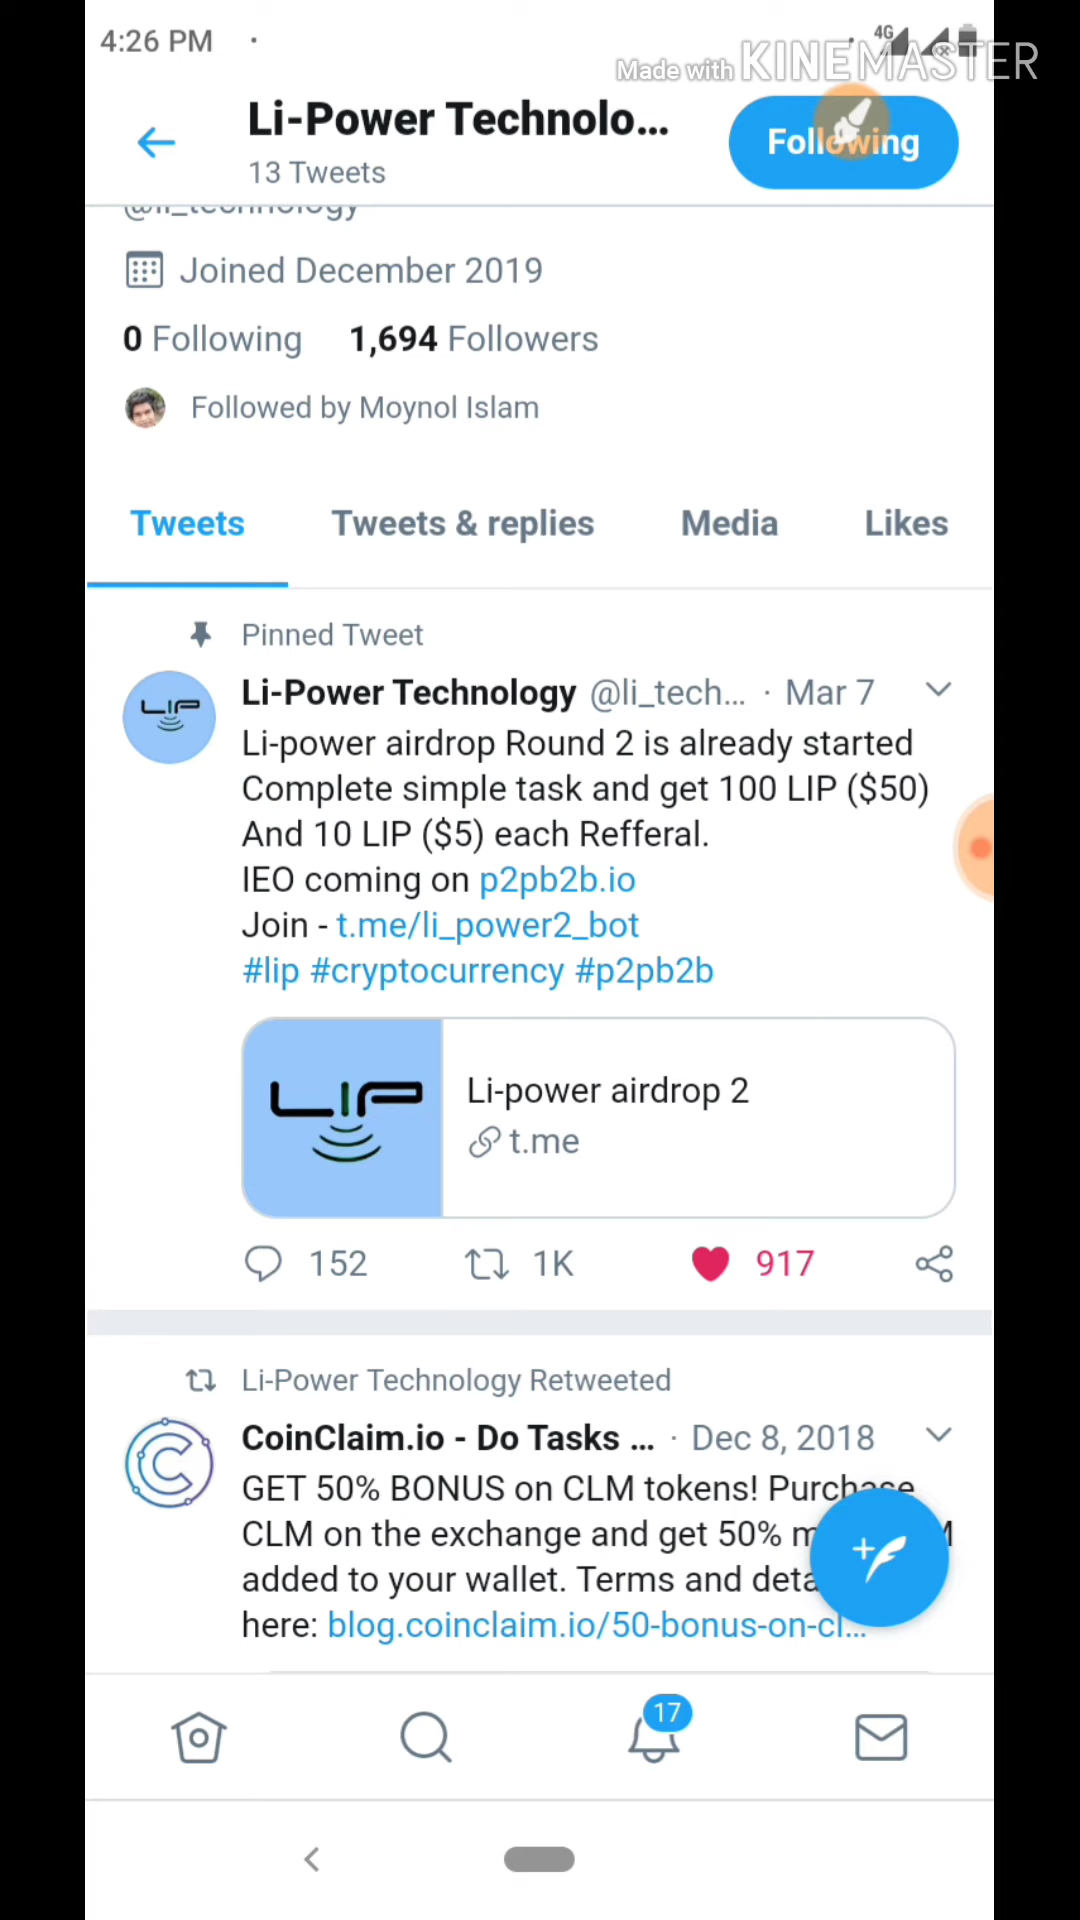 4:26 PM
4G
Made with KINEMASTER
Li-Power Technolo...
13 Tweets
Following
@li_technology
Joined December 2019
0 Following 1,694 Followers
Followed by Moynol Islam
Tweets Tweets & replies Media Likes
Pinned Tweet
Li-Power Technology @li_tech... · Mar 7
Li-power airdrop Round 2 is already started
Complete simple task and get 100 LIP ($50)
And 10 LIP ($5) each Refferal.
IEO coming on p2pb2b.io
Join - t.me/li_power2_bot
#lip #cryptocurrency #p2pb2b
LIP
LIP
Li-power airdrop 2
t.me
152 1K 917
Li-Power Technology Retweeted
CoinClaim.io - Do Tasks ... · Dec 8, 2018
GET 50% BONUS on CLM tokens! Purchase
CLM on the exchange and get 50% m
added to your wallet. Terms and deta
here: blog.coinclaim.io/50-bonus-on-cl...
17